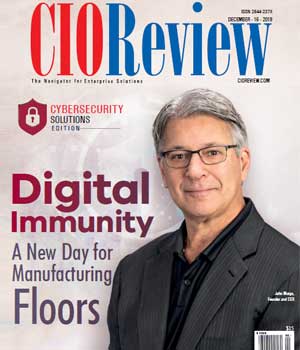 ISSN 2644-237X
CIOReview
DECEMBER - 16 - 2019
The Navigator for Enterprise Solutions
CIOREVIEW.COM
CYBERSECURITY
SOLUTIONS
EDITION
Digital
Immunity
A New Day for
Manufacturing
Floors
Founder and CEO
$15